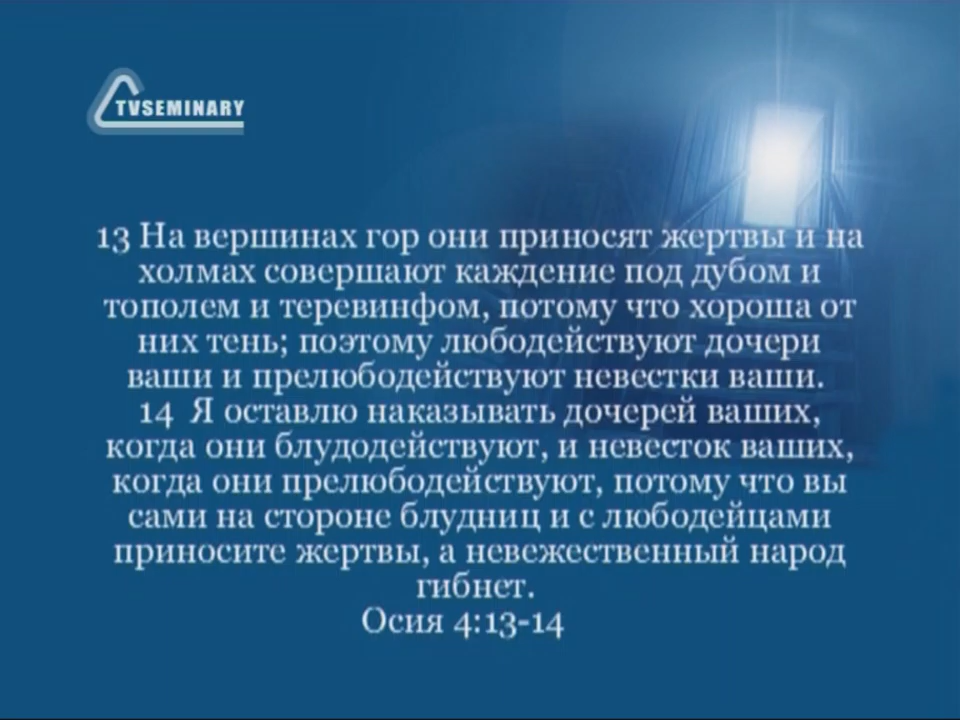 TVSEMINARY
13 На вершинах гор они приносят жертвы и на
холмах совершают каждение под дубом и
тополем и теревинфом, потому что хороша от
них тень; поэтому любодействуют дочери
ваши и прелюбодействуют невестки ваши.
14 Я оставлю наказывать дочерей ваших,
когда они блудодействуют, и невесток ваших,
когда они прелюбодействуют, потому что вы
сами на стороне блудниц и с любодейцами
приносите жертвы, а невежественный народ
гибнет.
Осия 4:13-14